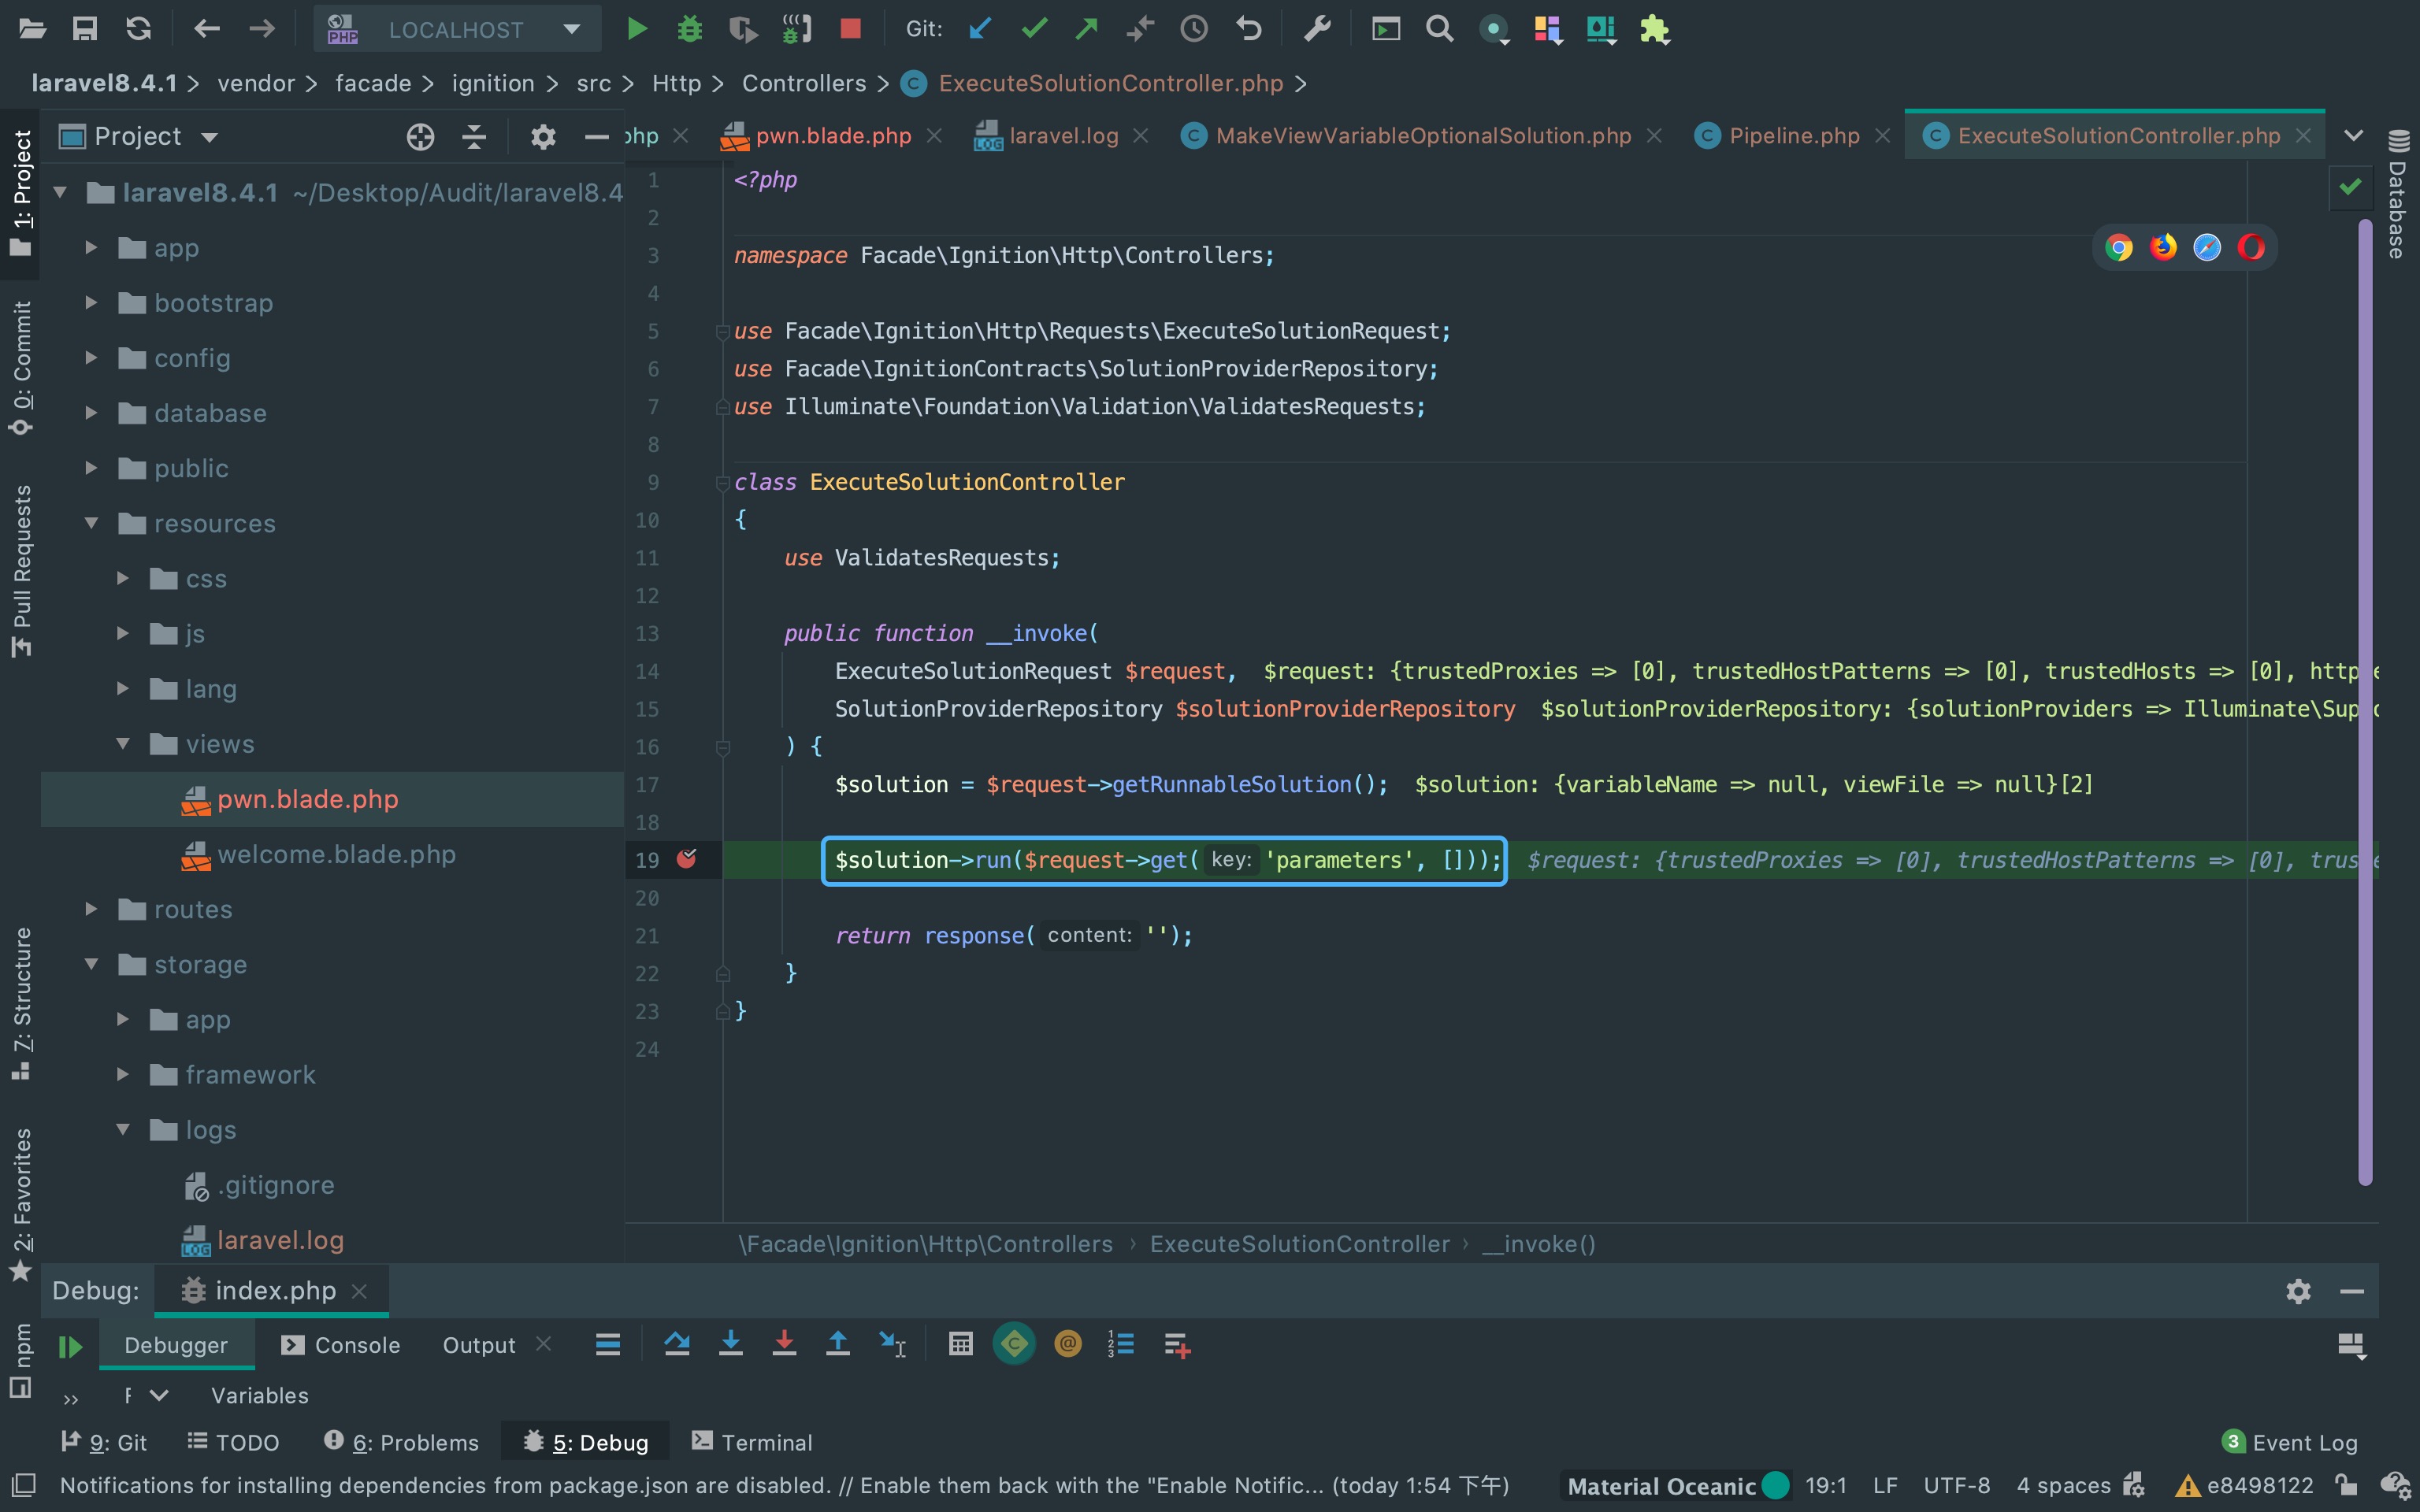 LOCALHOST Git:
laravel8.4.1 vendor facade ignition src Http Controllers ExecuteSolutionController.php
Project
php pwn.blade.php laravel.log MakeViewVariableOptionalSolution.php Pipeline.php ExecuteSolutionController.php
1: Project
0: Commit
Pull Requests
7: Structure
2: Favorites
npm
Database
laravel8.4.1 ~/Desktop/Audit/laravel8.4
app
bootstrap
config
database
public
resources
css
js
lang
views
pwn.blade.php
welcome.blade.php
routes
storage
app
framework
logs
.gitignore
laravel.log
1 <?php
2
3 namespace Facade\Ignition\Http\Controllers;
4
5 use Facade\Ignition\Http\Requests\ExecuteSolutionRequest;
6 use Facade\IgnitionContracts\SolutionProviderRepository;
7 use Illuminate\Foundation\Validation\ValidatesRequests;
8
9 class ExecuteSolutionController
10 {
11 use ValidatesRequests;
12
13 public function __invoke(
14 ExecuteSolutionRequest $request, $request: {trustedProxies => [0], trustedHostPatterns => [0], trustedHosts => [0], http
15 SolutionProviderRepository $solutionProviderRepository $solutionProviderRepository: {solutionProviders => Illuminate\Sup
16 ) {
17 $solution = $request->getRunnableSolution(); $solution: {variableName => null, viewFile => null}[2]
18
19 $solution->run($request->get( key: 'parameters', [])); $request: {trustedProxies => [0], trustedHostPatterns => [0], trus
20
21 return response( content: '');
22 }
23 }
24
\Facade\Ignition\Http\Controllers › ExecuteSolutionController › __invoke()
Debug: index.php
Debugger Console Output
F Variables
9: Git TODO 6: Problems 5: Debug Terminal 3 Event Log
Notifications for installing dependencies from package.json are disabled. // Enable them back with the "Enable Notific... (today 1:54 下午) Material Oceanic 19:1 LF UTF-8 4 spaces e8498122